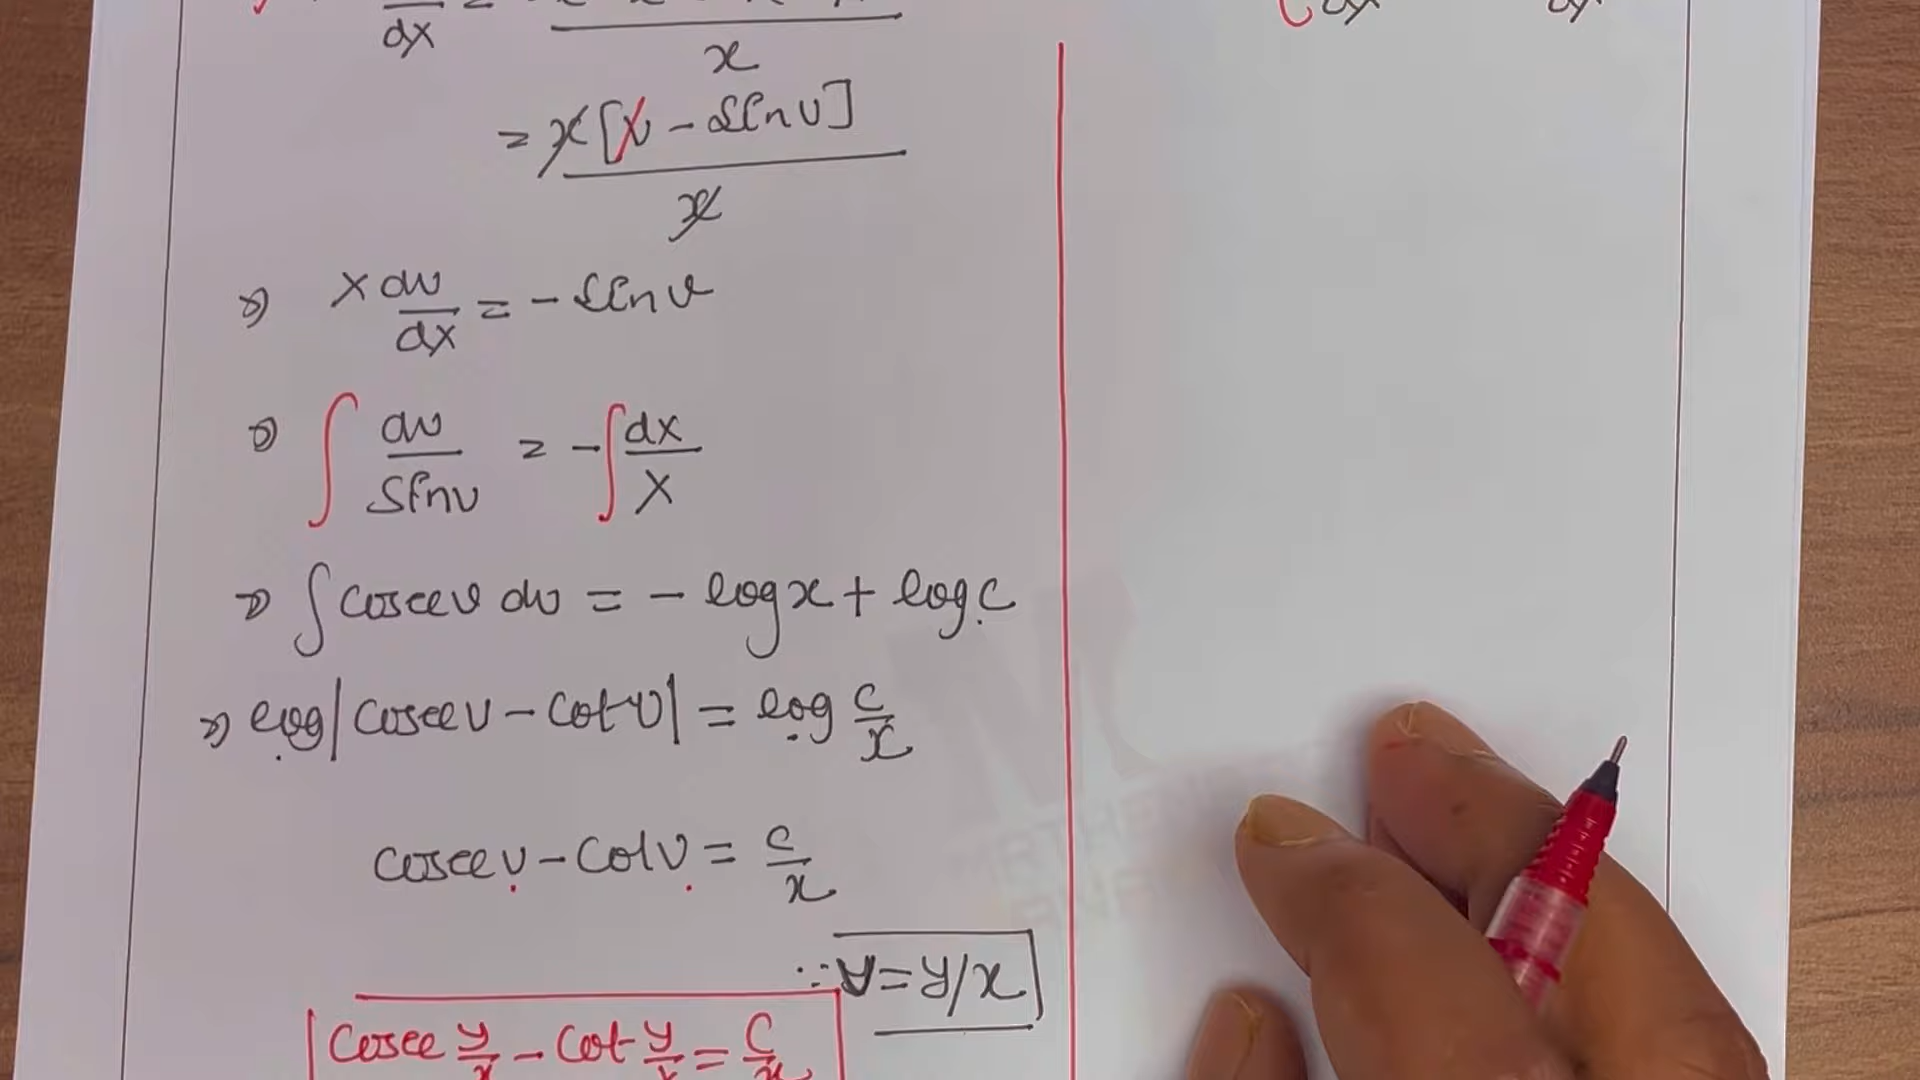 dx
x
= x[v - sin v]
x
⇒ x dv/dx = - sin v
⇒ ∫ dv/sin v = - ∫ dx/x
⇒ ∫ cosec v dv = - log x + log c
⇒ log|cosec v - cot v| = log c/x
cosec v - cot v = c/x
∴ v = y/x
cosec y/x - cot y/x = c/x